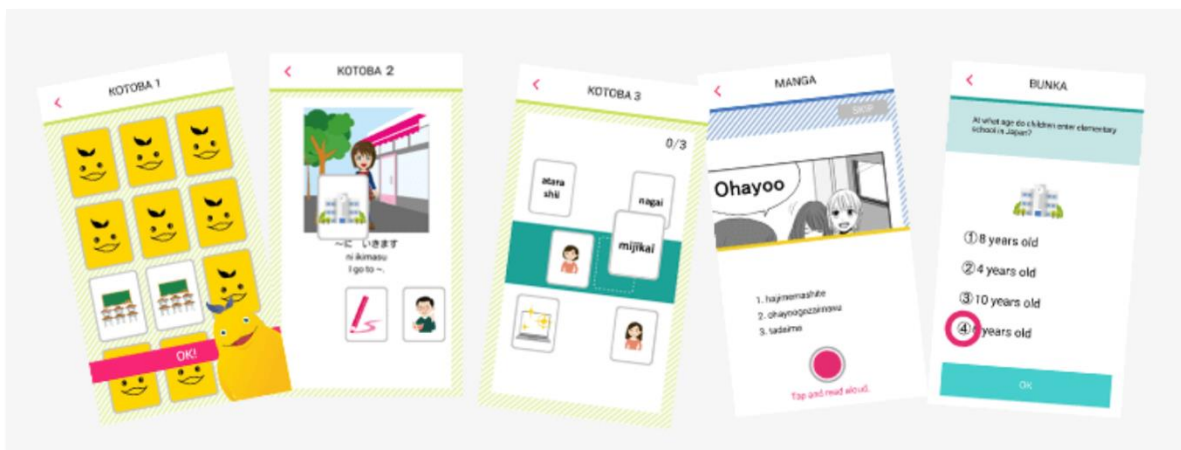 KOTOBA 1
OK!
KOTOBA 2
～に いきます
ni ikimasu
I go to ~.
KOTOBA 3
0/3
atara
shii
nagai
mijikai
MANGA
SKIP
Ohayoo
1. hajimemashite
2. ohayoogozaimasu
3. tadaima
Tap and read aloud.
BUNKA
At what age do children enter elementary
school in Japan?
①8 years old
②4 years old
③10 years old
④ years old
OK